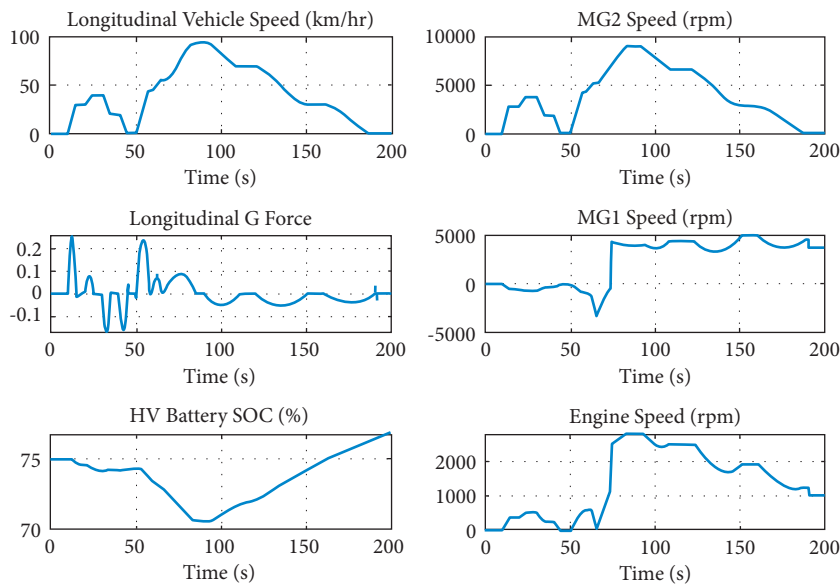 Longitudinal Vehicle Speed (km/hr)
100
50
0
0 50 100 150 200
Time (s)
MG2 Speed (rpm)
10000
5000
0
0 50 100 150 200
Time (s)
Longitudinal G Force
0.2
0.1
0
-0.1
0 50 100 150 200
Time (s)
MG1 Speed (rpm)
5000
0
-5000
0 50 100 150 200
Time (s)
HV Battery SOC (%)
75
70
0 50 100 150 200
Time (s)
Engine Speed (rpm)
2000
1000
0
0 50 100 150 200
Time (s)